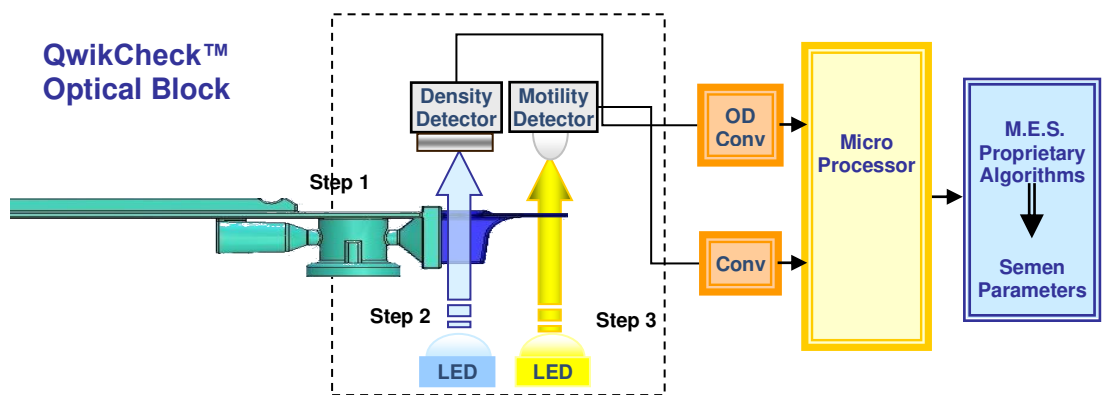 QwikCheck™
Optical Block
Density
Detector
Motility
Detector
Step 1
Step 2
Step 3
LED
LED
OD
Conv
Conv
Micro
Processor
M.E.S.
Proprietary
Algorithms
Semen
Parameters